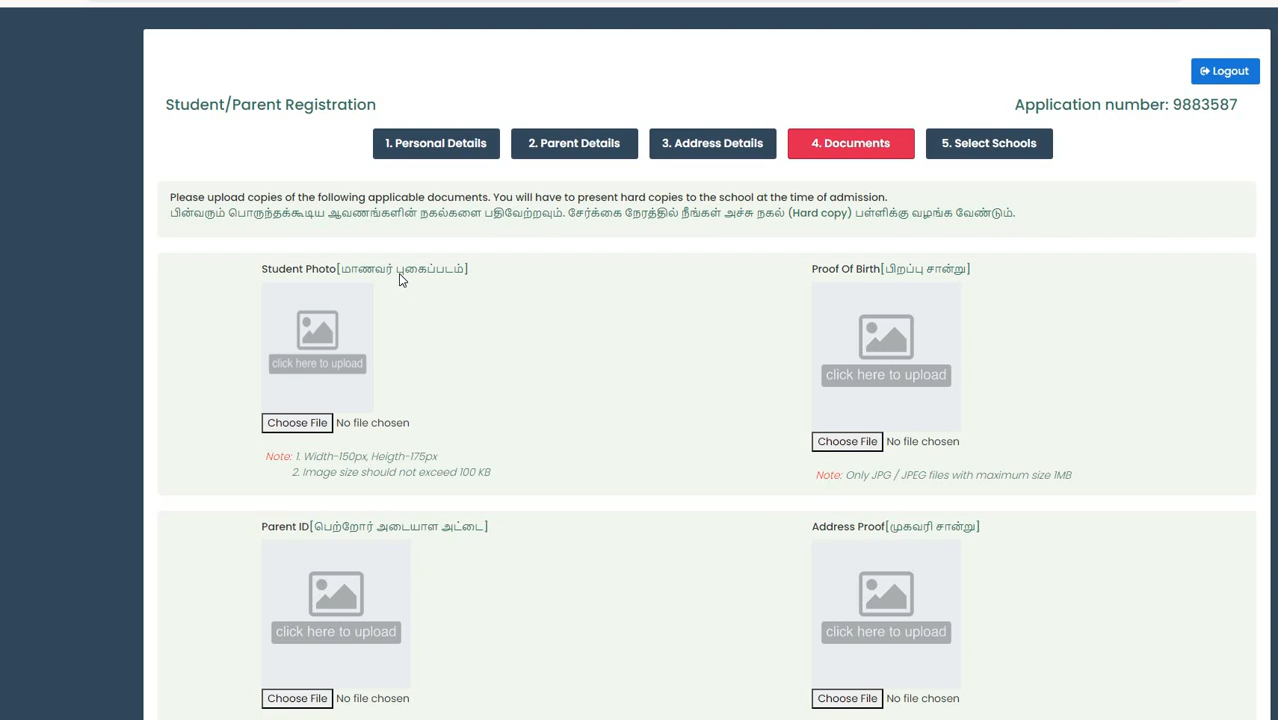 Logout
Student/Parent Registration
Application number: 9883587
1. Personal Details
2. Parent Details
3. Address Details
4. Documents
5. Select Schools
Please upload copies of the following applicable documents. You will have to present hard copies to the school at the time of admission.
பின்வரும் பொருந்தக்கூடிய ஆவணங்களின் நகல்களை பதிவேற்றவும். சேர்க்கை நேரத்தில் நீங்கள் அச்சு நகல் (Hard copy) பள்ளிக்கு வழங்க வேண்டும்.
Student Photo[மாணவர் புகைப்படம்]
Proof Of Birth[பிறப்பு சான்று]
click here to upload
click here to upload
Choose File No file chosen
Choose File No file chosen
Note: 1. Width-150px, Heigth-175px
2. Image size should not exceed 100 KB
Note: Only JPG / JPEG files with maximum size 1MB
Parent ID[பெற்றோர் அடையாள அட்டை]
Address Proof[முகவரி சான்று]
click here to upload
click here to upload
Choose File No file chosen
Choose File No file chosen